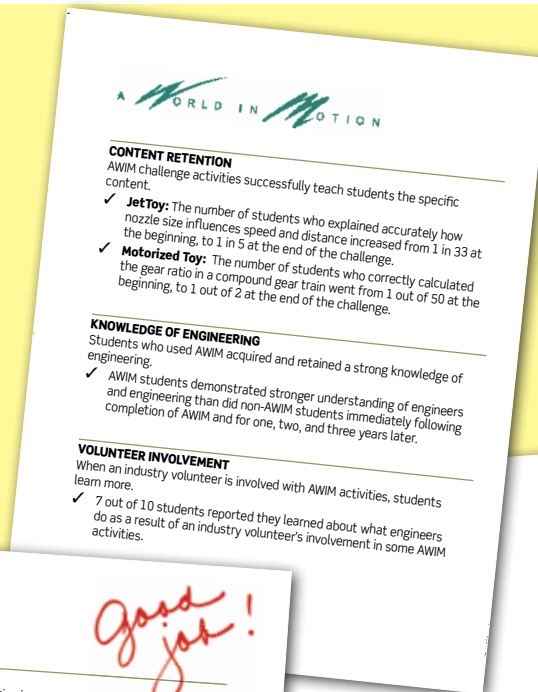 A WORLD IN MOTION
CONTENT RETENTION
AWIM challenge activities successfully teach students the specific
content.
✓ JetToy: The number of students who explained accurately how
nozzle size influences speed and distance increased from 1 in 33 at
the beginning, to 1 in 5 at the end of the challenge.
✓ Motorized Toy: The number of students who correctly calculated
the gear ratio in a compound gear train went from 1 out of 50 at the
beginning, to 1 out of 2 at the end of the challenge.
KNOWLEDGE OF ENGINEERING
Students who used AWIM acquired and retained a strong knowledge of
engineering.
✓ AWIM students demonstrated stronger understanding of engineers
and engineering than did non-AWIM students immediately following
completion of AWIM and for one, two, and three years later.
VOLUNTEER INVOLVEMENT
When an industry volunteer is involved with AWIM activities, students
learn more.
✓ 7 out of 10 students reported they learned about what engineers
do as a result of an industry volunteer's involvement in some AWIM
activities.
good
job!